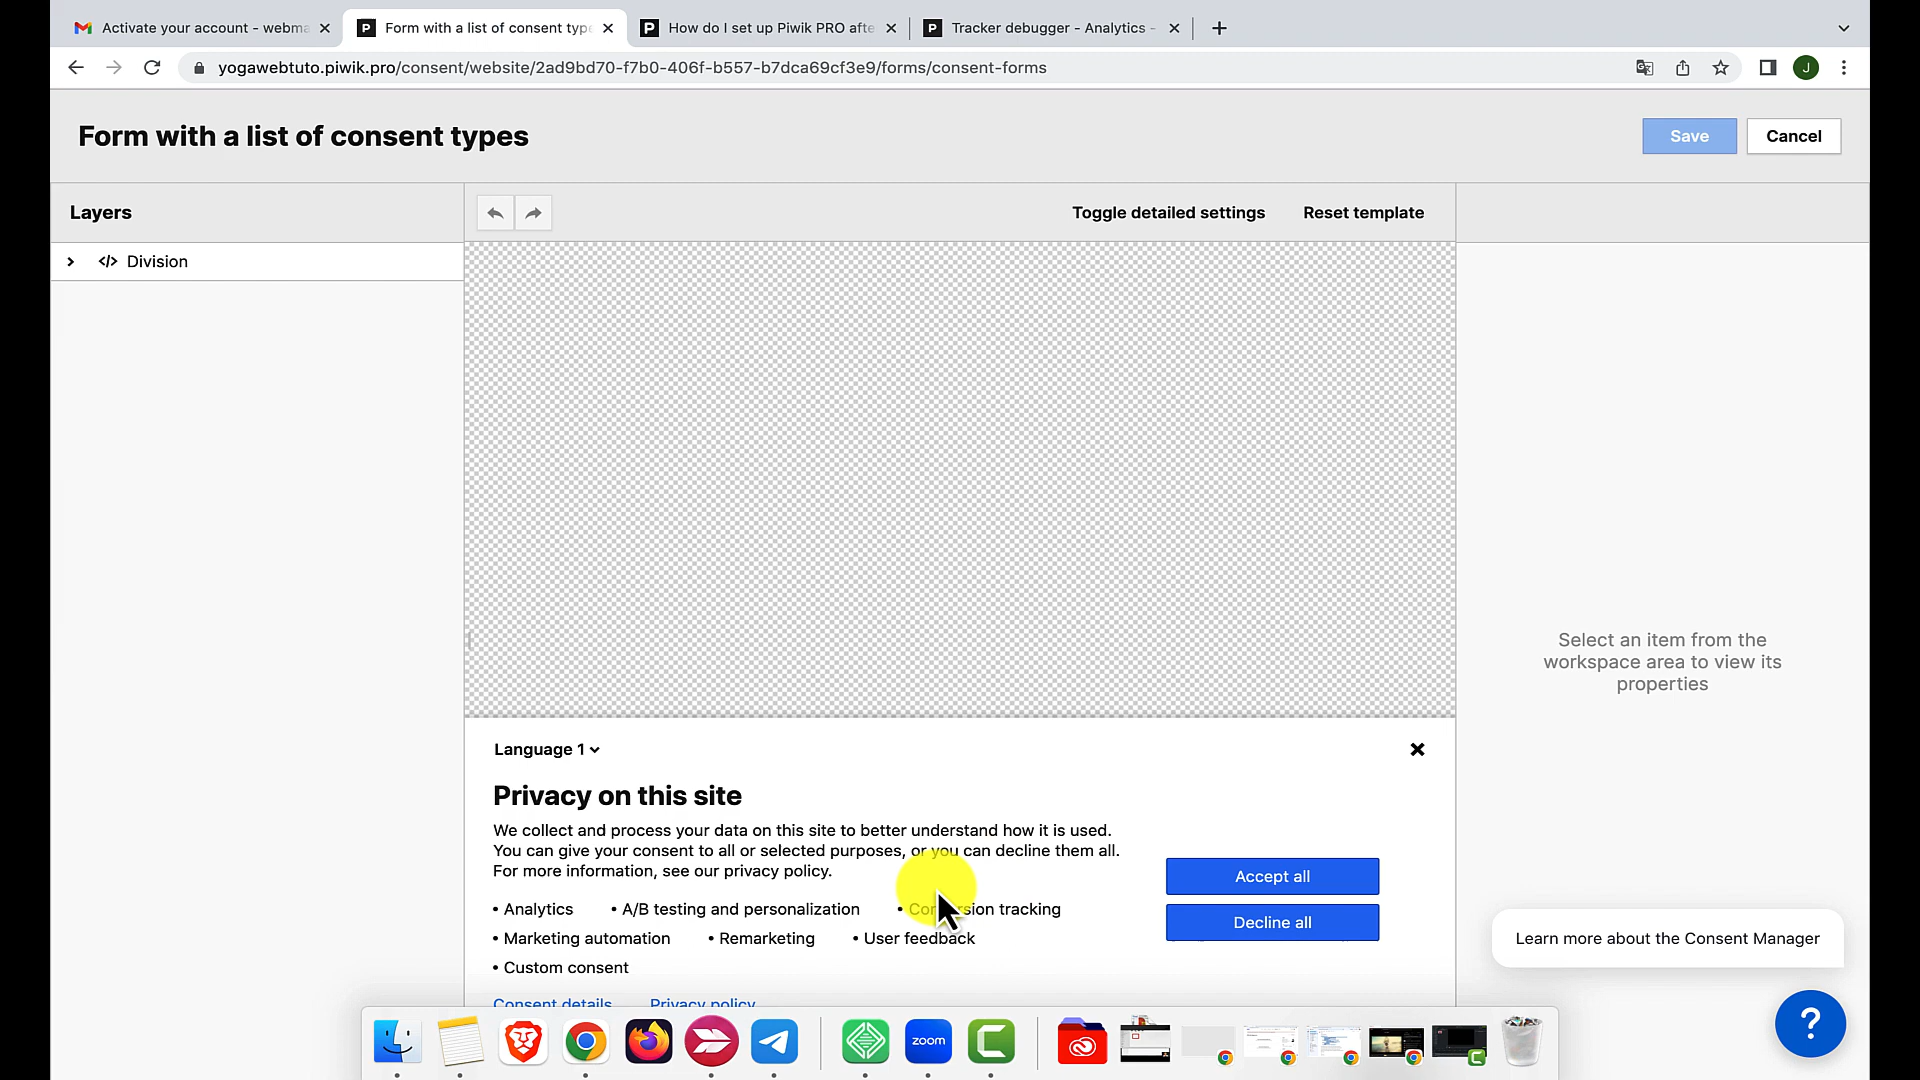 Activate your account - webma
Form with a list of consent type
How do I set up Piwik PRO afte
Tracker debugger - Analytics -
yogawebtuto.piwik.pro/consent/website/2ad9bd70-f7b0-406f-b557-b7dca69cf3e9/forms/consent-forms
J
Form with a list of consent types
Save
Cancel
Layers
Toggle detailed settings
Reset template
</> Division
Select an item from the
workspace area to view its
properties
Language 1
Privacy on this site
We collect and process your data on this site to better understand how it is used.
You can give your consent to all or selected purposes, or you can decline them all.
For more information, see our privacy policy.
• Analytics • A/B testing and personalization • Conversion tracking
• Marketing automation • Remarketing • User feedback
• Custom consent
Consent details Privacy policy
Accept all
Decline all
Learn more about the Consent Manager
?
zoom